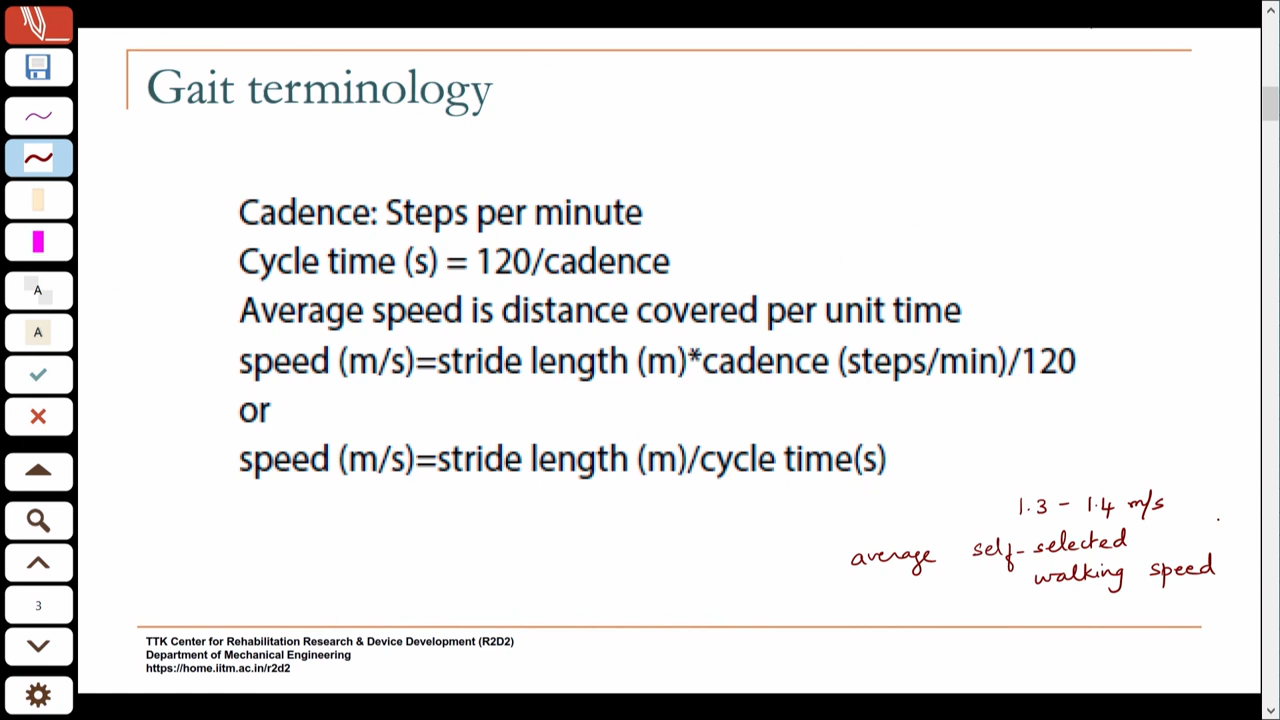 Gait terminology
Cadence: Steps per minute
Cycle time (s) = 120/cadence
Average speed is distance covered per unit time
speed (m/s)=stride length (m)*cadence (steps/min)/120
or
speed (m/s)=stride length (m)/cycle time(s)
1.3 - 1.4 m/s
average self-selected
walking speed
TTK Center for Rehabilitation Research & Device Development (R2D2)
Department of Mechanical Engineering
https://home.iitm.ac.in/r2d2
A
A
3